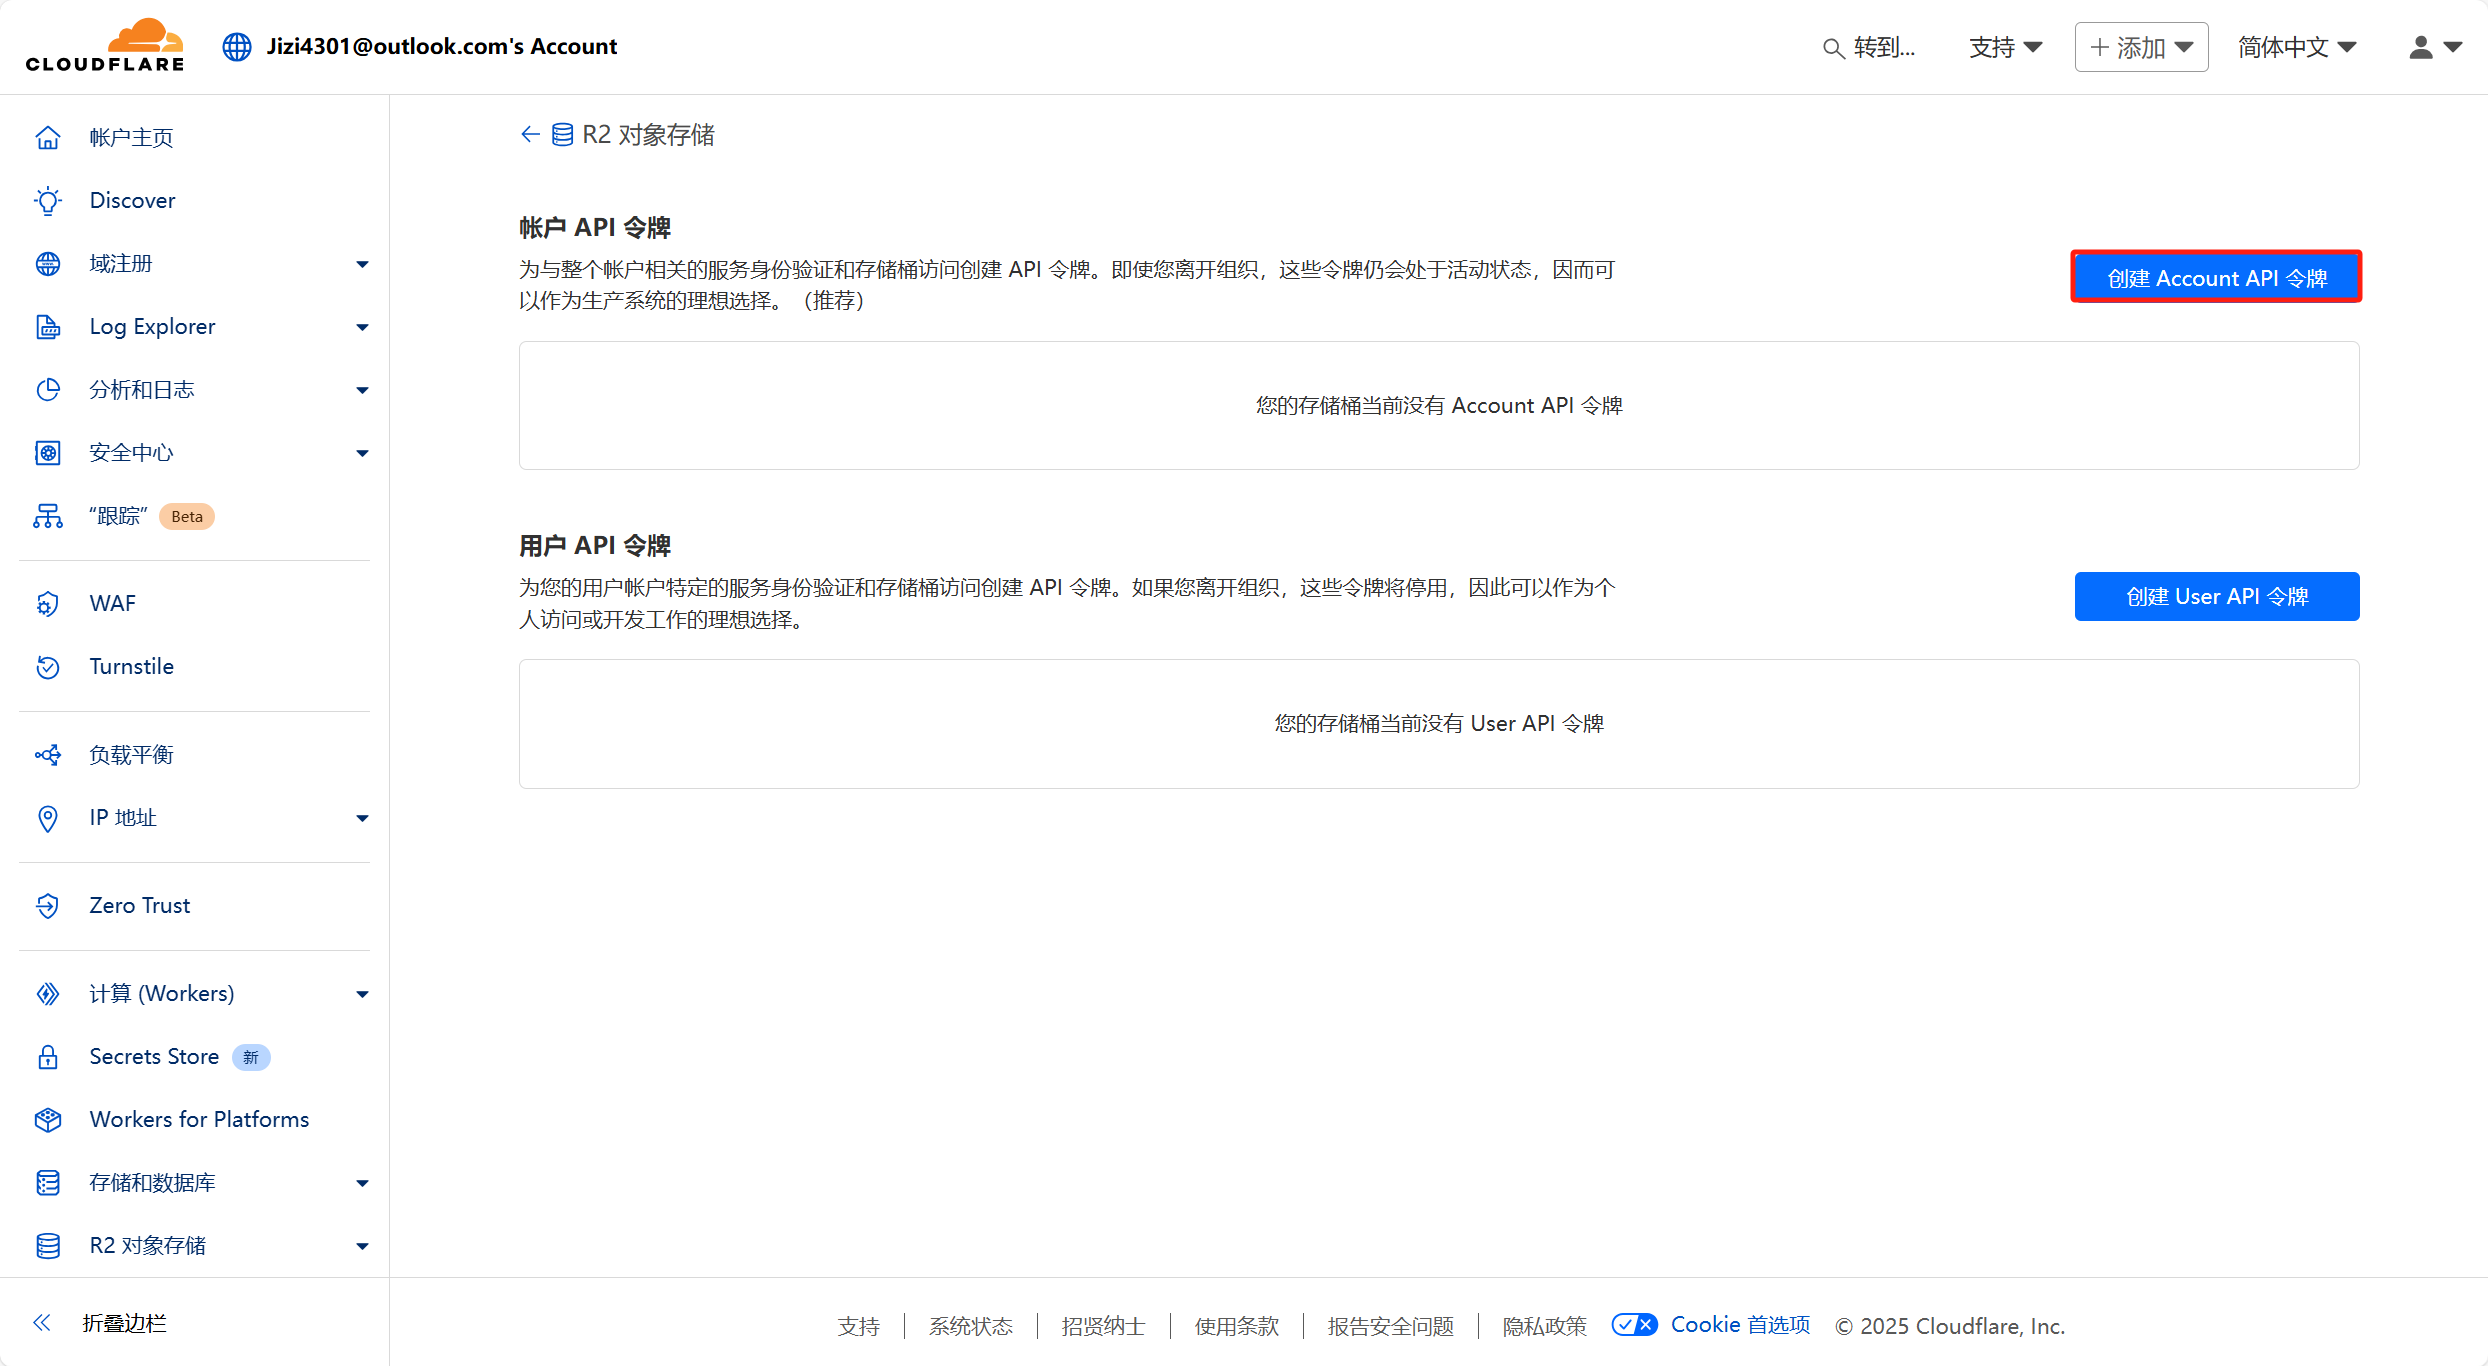 CLOUDFLARE
Jizi4301@outlook.com's Account
转到...
支持
添加
简体中文
帐户主页
Discover
域注册
Log Explorer
分析和日志
安全中心
“跟踪” Beta
WAF
Turnstile
负载平衡
IP 地址
Zero Trust
计算 (Workers)
Secrets Store 新
Workers for Platforms
存储和数据库
R2 对象存储
折叠边栏
R2 对象存储
帐户 API 令牌
为与整个帐户相关的服务身份验证和存储桶访问创建 API 令牌。即使您离开组织，这些令牌仍会处于活动状态，因而可
以作为生产系统的理想选择。（推荐）
创建 Account API 令牌
您的存储桶当前没有 Account API 令牌
用户 API 令牌
为您的用户帐户特定的服务身份验证和存储桶访问创建 API 令牌。如果您离开组织，这些令牌将停用，因此可以作为个
人访问或开发工作的理想选择。
创建 User API 令牌
您的存储桶当前没有 User API 令牌
支持
系统状态
招贤纳士
使用条款
报告安全问题
隐私政策
Cookie 首选项
© 2025 Cloudflare, Inc.